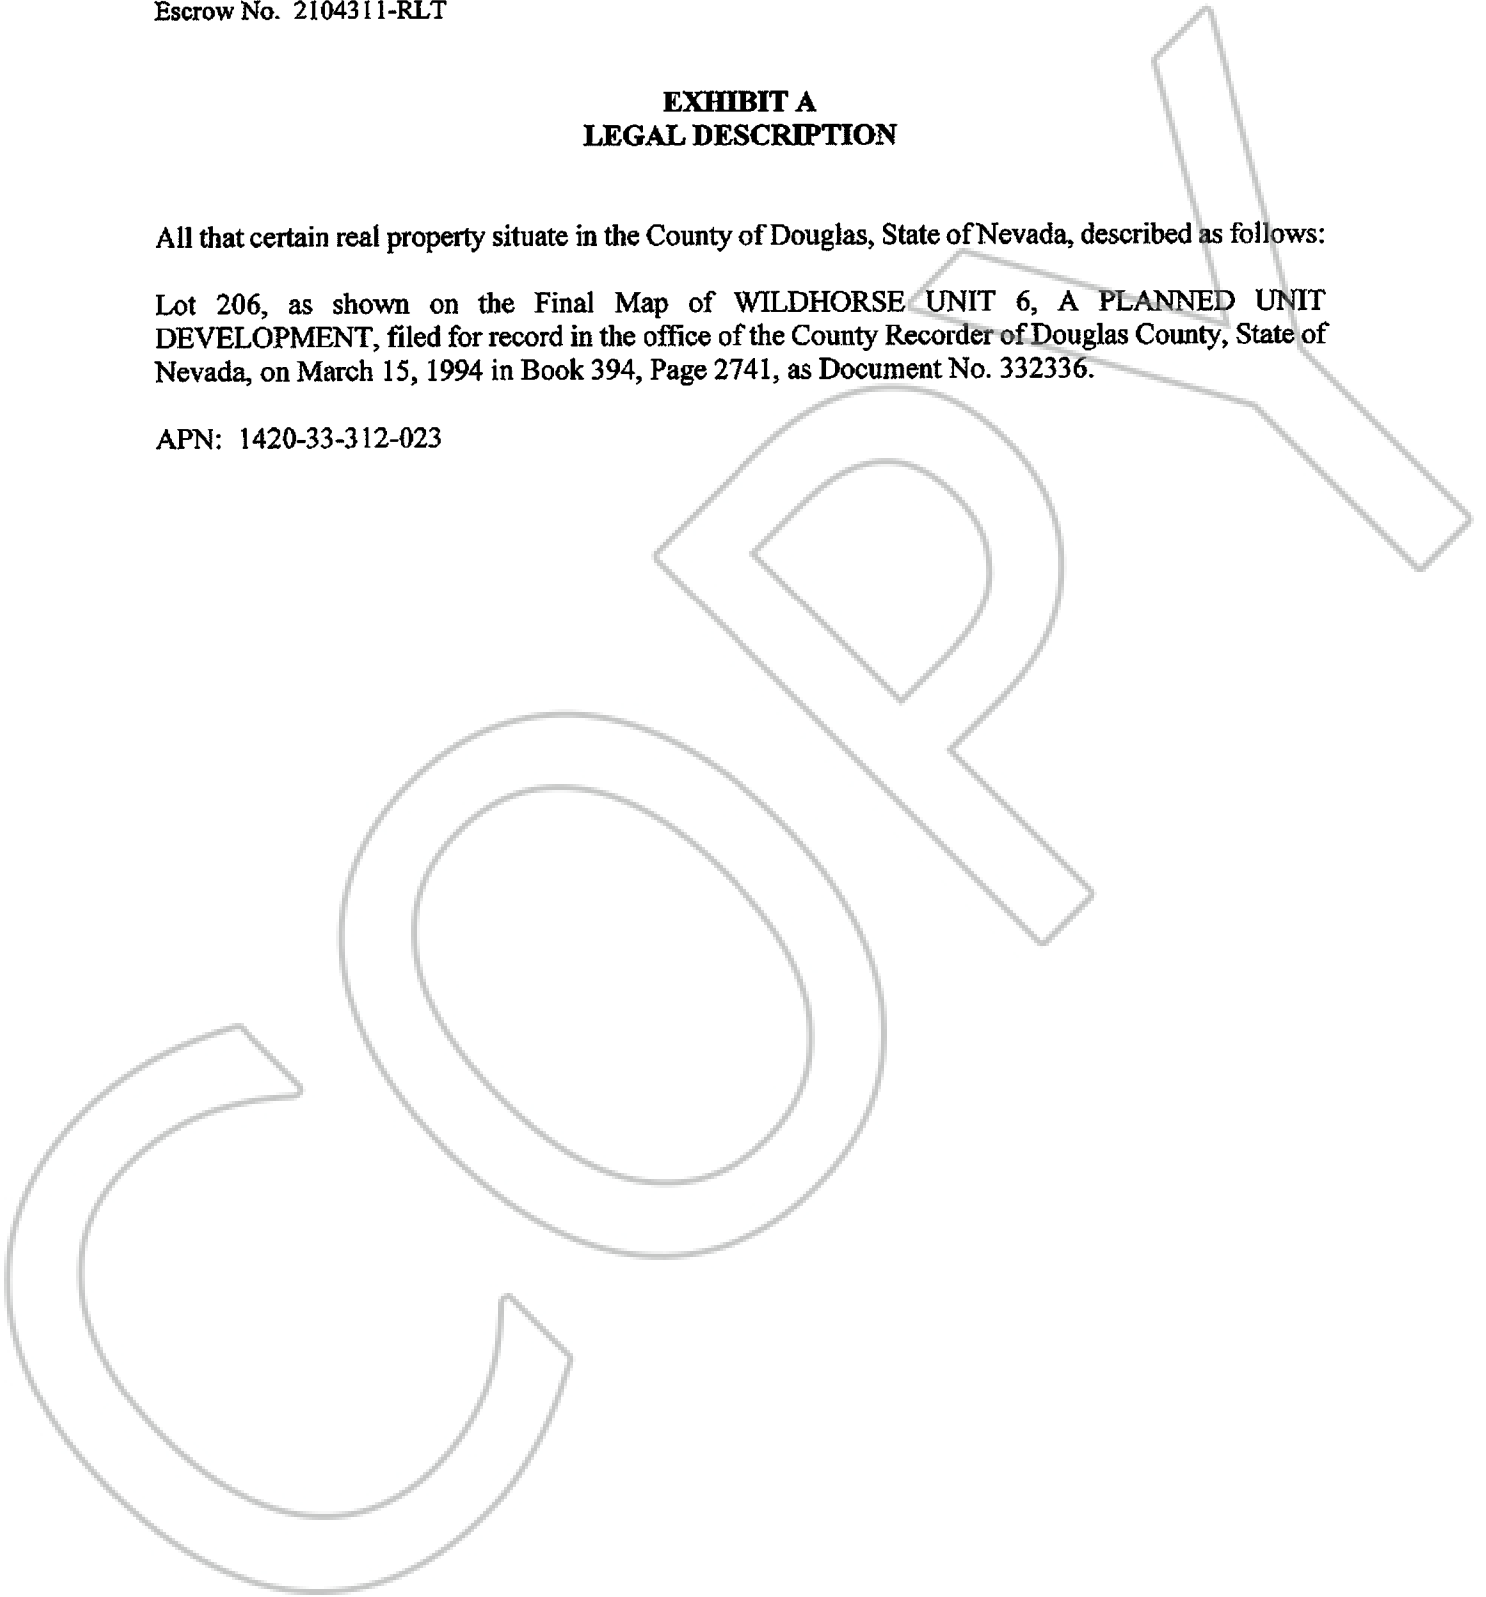 Escrow No. 2104311-RLT
EXHIBIT A
LEGAL DESCRIPTION
All that certain real property situate in the County of Douglas, State of Nevada, described as follows:
Lot 206, as shown on the Final Map of WILDHORSE UNIT 6, A PLANNED UNIT
DEVELOPMENT, filed for record in the office of the County Recorder of Douglas County, State of
Nevada, on March 15, 1994 in Book 394, Page 2741, as Document No. 332336.
APN: 1420-33-312-023
COPY